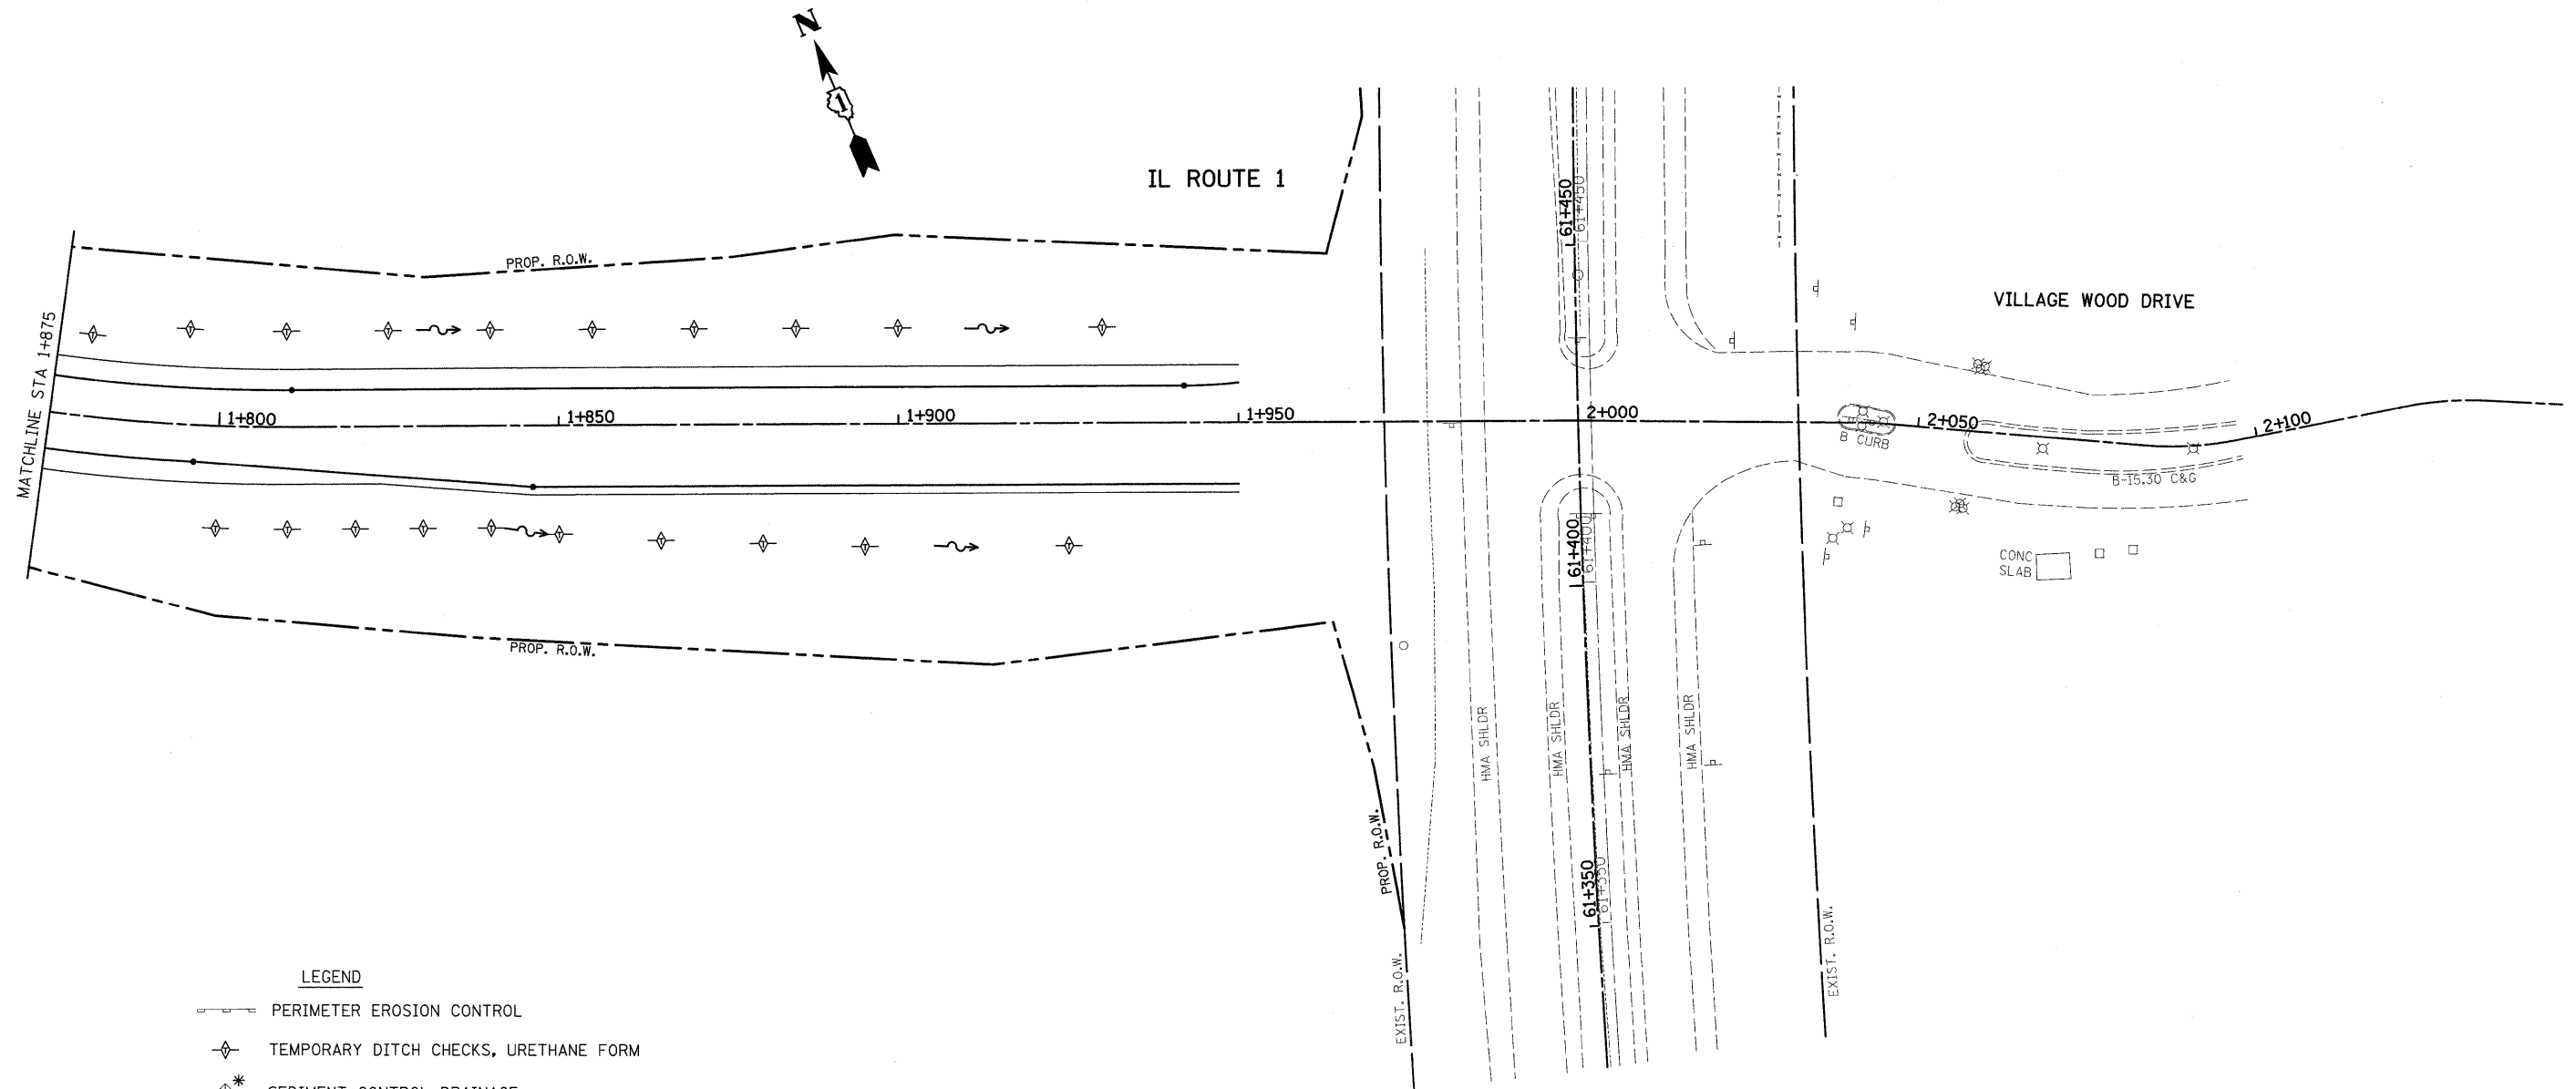 N
1
IL ROUTE 1
61+450
61+450
PROP. R.O.W.
VILLAGE WOOD DRIVE
MATCHLINE STA 1+875
1+800
1+850
1+900
1+950
2+000
2+050
2+100
B CURB
B-15.30 C&G
61+400
61+400
CONC
SLAB
PROP. R.O.W.
HMA SHLDR
HMA SHLDR
HMA SHLDR
HMA SHLDR
PROP. R.O.W.
61+350
61+350
EXIST. R.O.W.
EXIST. R.O.W.
LEGEND
PERIMETER EROSION CONTROL
T TEMPORARY DITCH CHECKS, URETHANE FORM